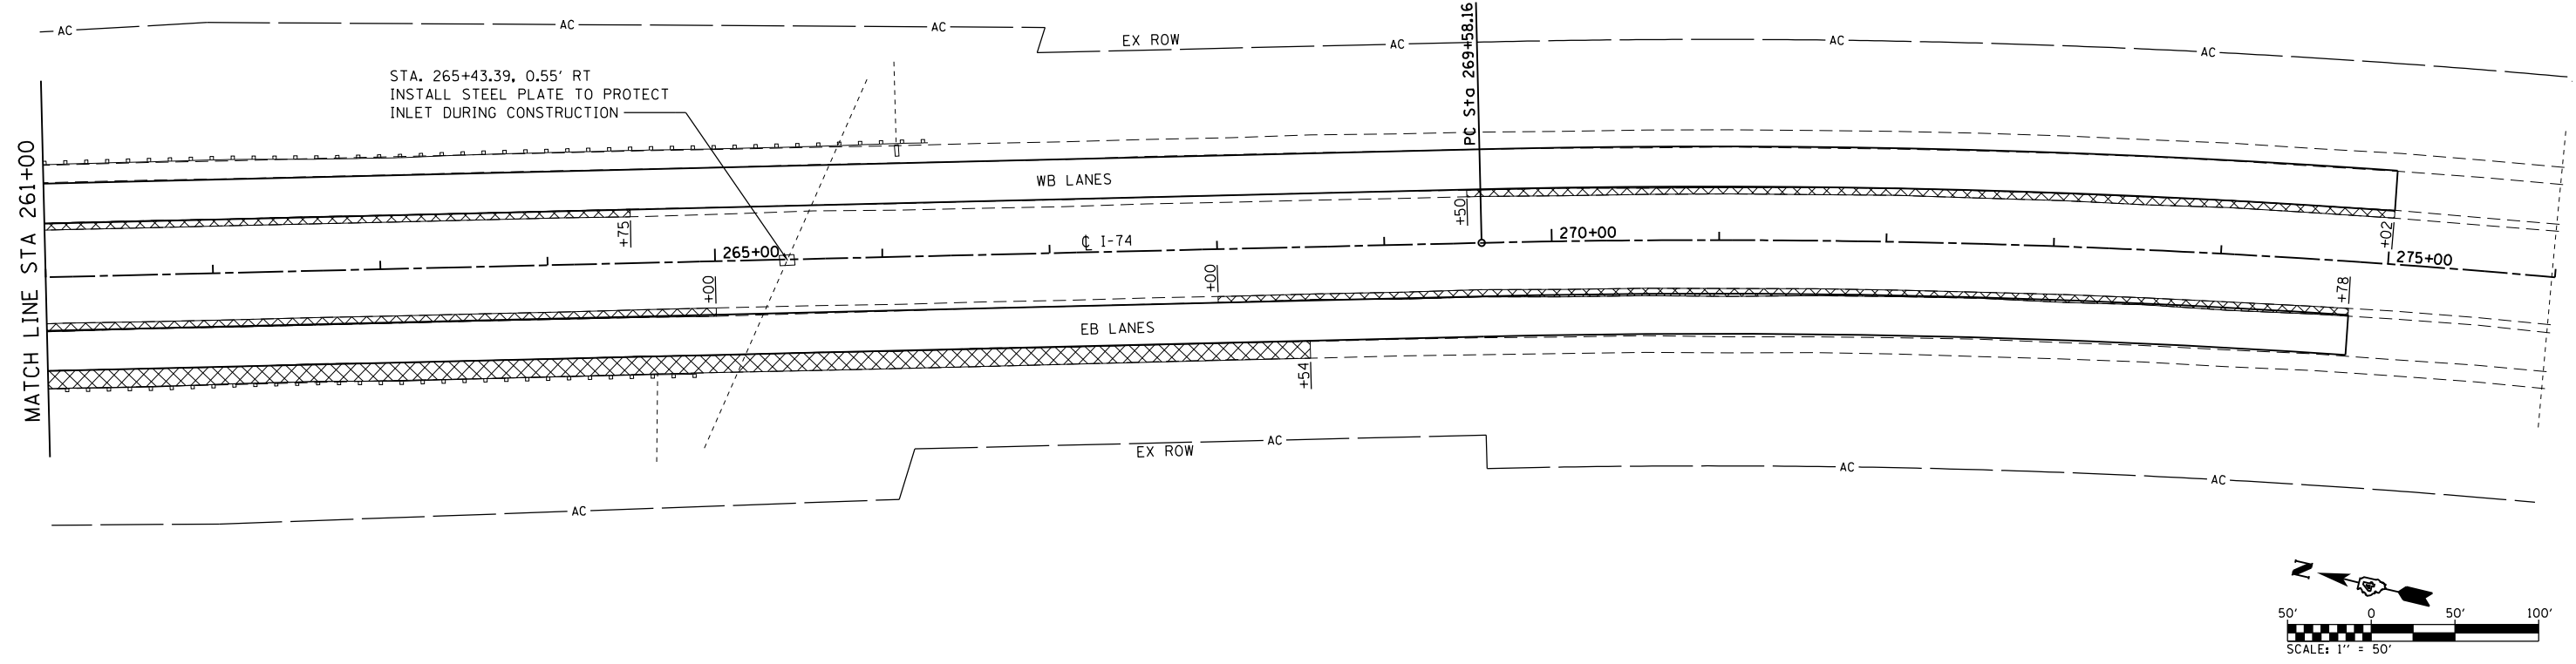 AC
AC
AC
EX ROW
AC
PC Sta 269+58.16
AC
AC
STA. 265+43.39, 0.55' RT
INSTALL STEEL PLATE TO PROTECT
INLET DURING CONSTRUCTION
MATCH LINE STA 261+00
WB LANES
+75
+50
+02
265+00
℄ I-74
270+00
275+00
+00
+00
+78
EB LANES
+54
AC
EX ROW
AC
AC
AC
N
50' 0 50' 100'
SCALE: 1" = 50'